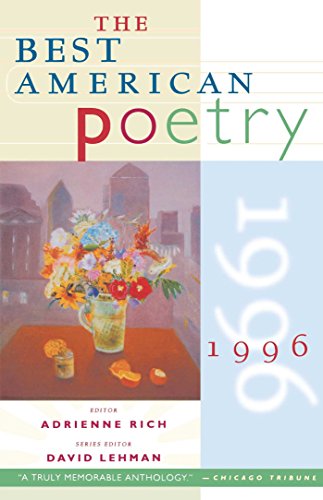 THE
BEST
AMERICAN
poetry
1996
1996
EDITOR
ADRIENNE RICH
SERIES EDITOR
DAVID LEHMAN
"A TRULY MEMORABLE ANTHOLOGY." —CHICAGO TRIBUNE